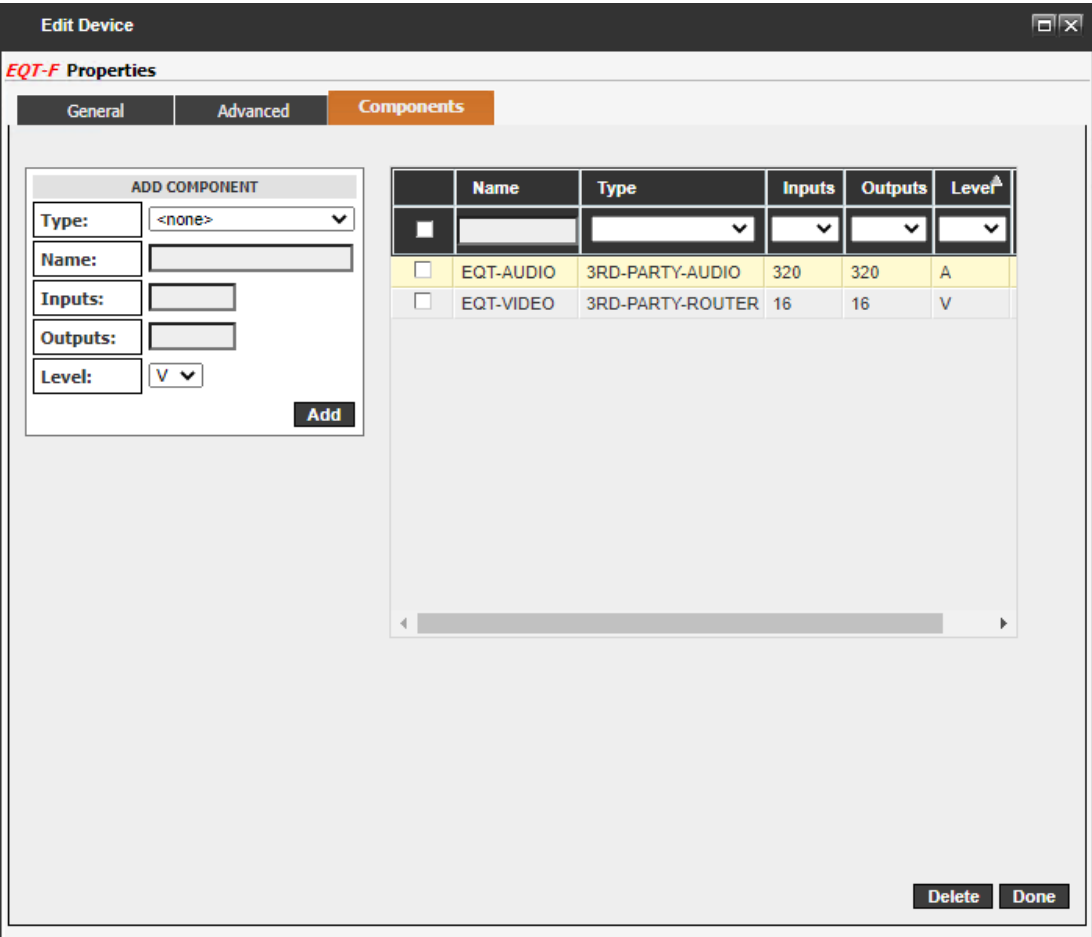 Edit Device
EQT-F Properties
General Advanced Components
ADD COMPONENT
Type: <none>
Name:
Inputs:
Outputs:
Level: V
Add
Name Type Inputs Outputs Level
EQT-AUDIO 3RD-PARTY-AUDIO 320 320 A
EQT-VIDEO 3RD-PARTY-ROUTER 16 16 V
Delete Done